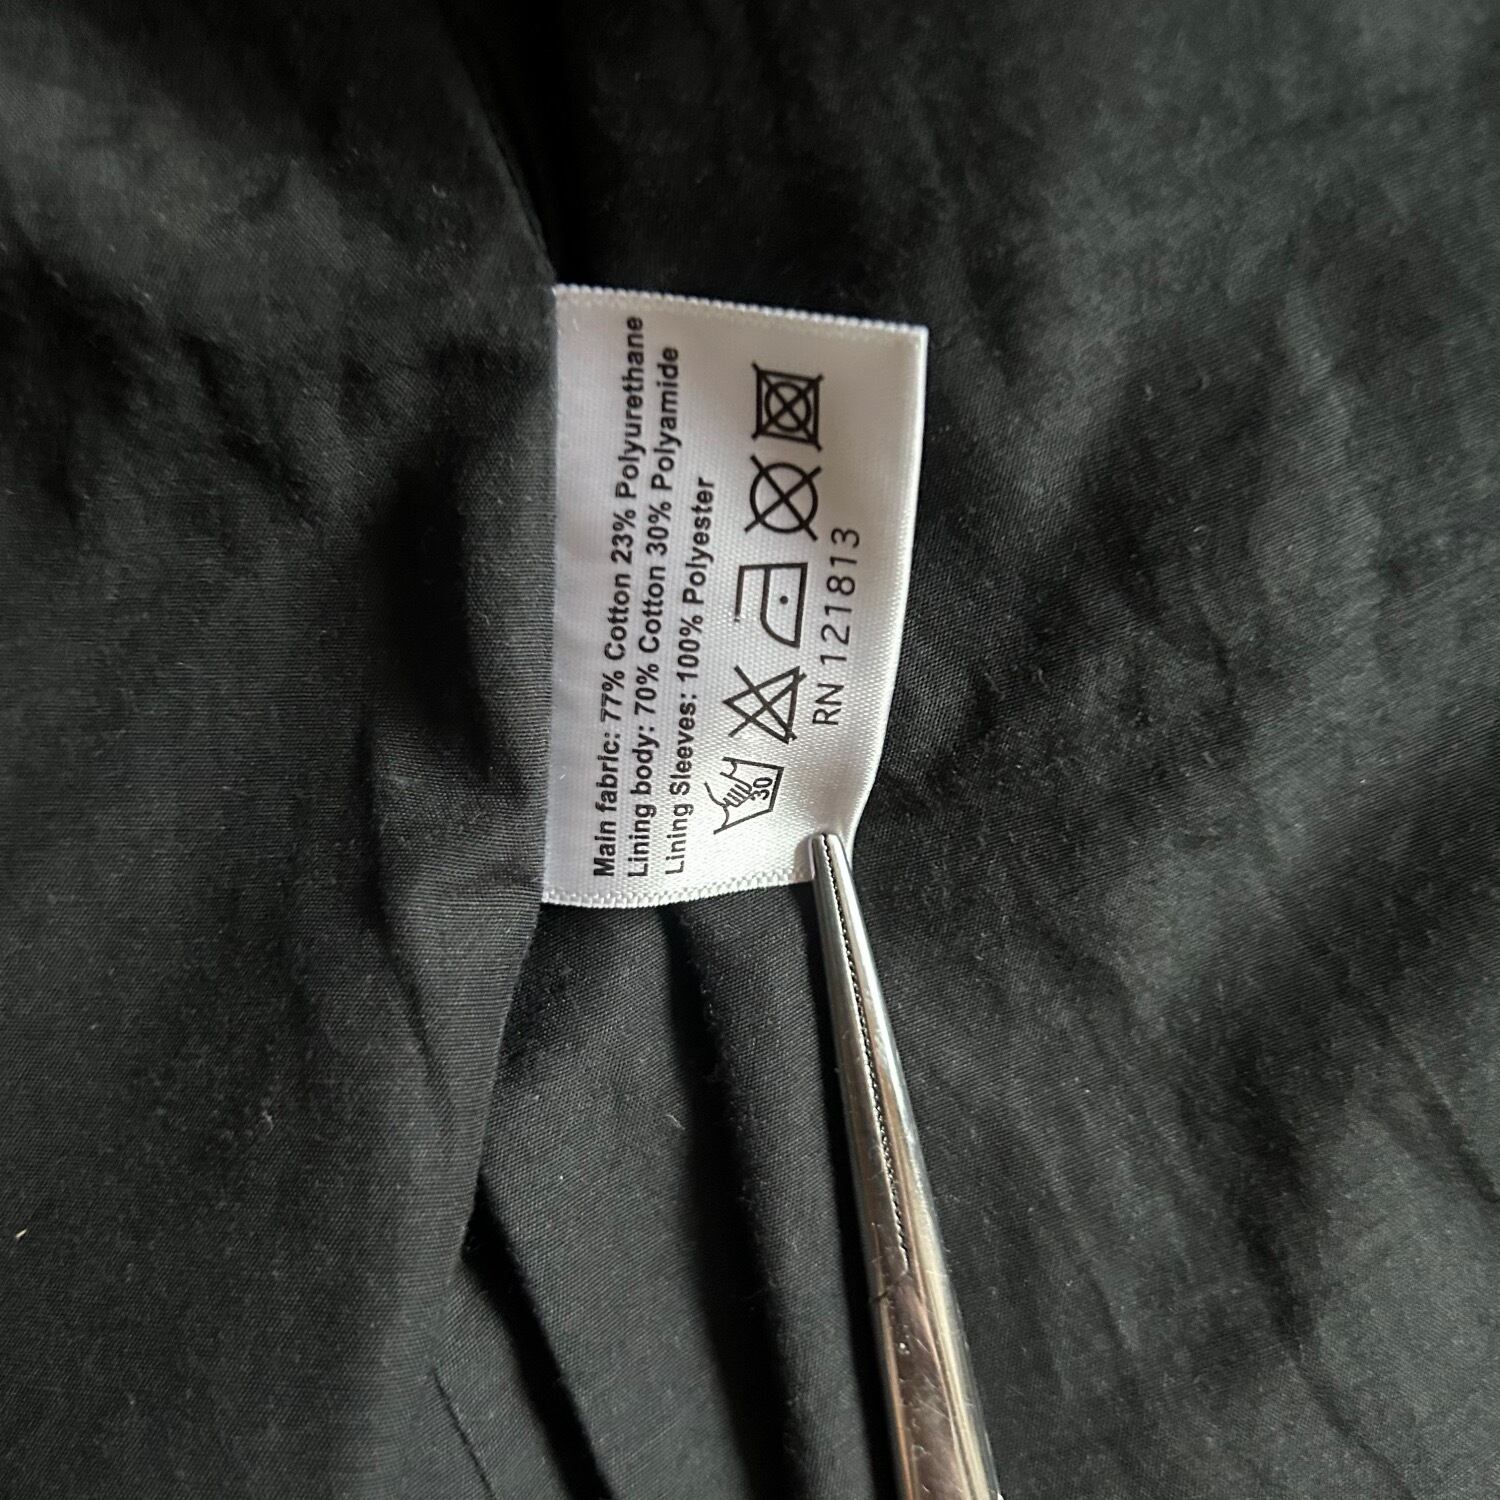 Main fabric: 77% Cotton 23% Polyurethane
Lining body: 70% Cotton 30% Polyamide
Lining Sleeves: 100% Polyester
30
RN 121813